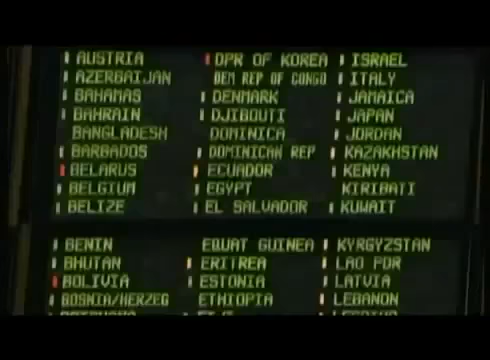 AUSTRIA
AZERBAIJAN
BAHAMAS
BAHRAIN
BANGLADESH
BARBADOS
BELARUS
BELGIUM
BELIZE
BENIN
BHUTAN
BOLIVIA
BOSNIA/HERZEG
BOTSWANA
DPR OF KOREA
DEM REP OF CONGO
DENMARK
DJIBOUTI
DOMINICA
DOMINICAN REP
ECUADOR
EGYPT
EL SALVADOR
EQUAT GUINEA
ERITREA
ESTONIA
ETHIOPIA
ISRAEL
ITALY
JAMAICA
JAPAN
JORDAN
KAZAKHSTAN
KENYA
KIRIBATI
KUWAIT
KYRGYZSTAN
LAO PDR
LATVIA
LEBANON